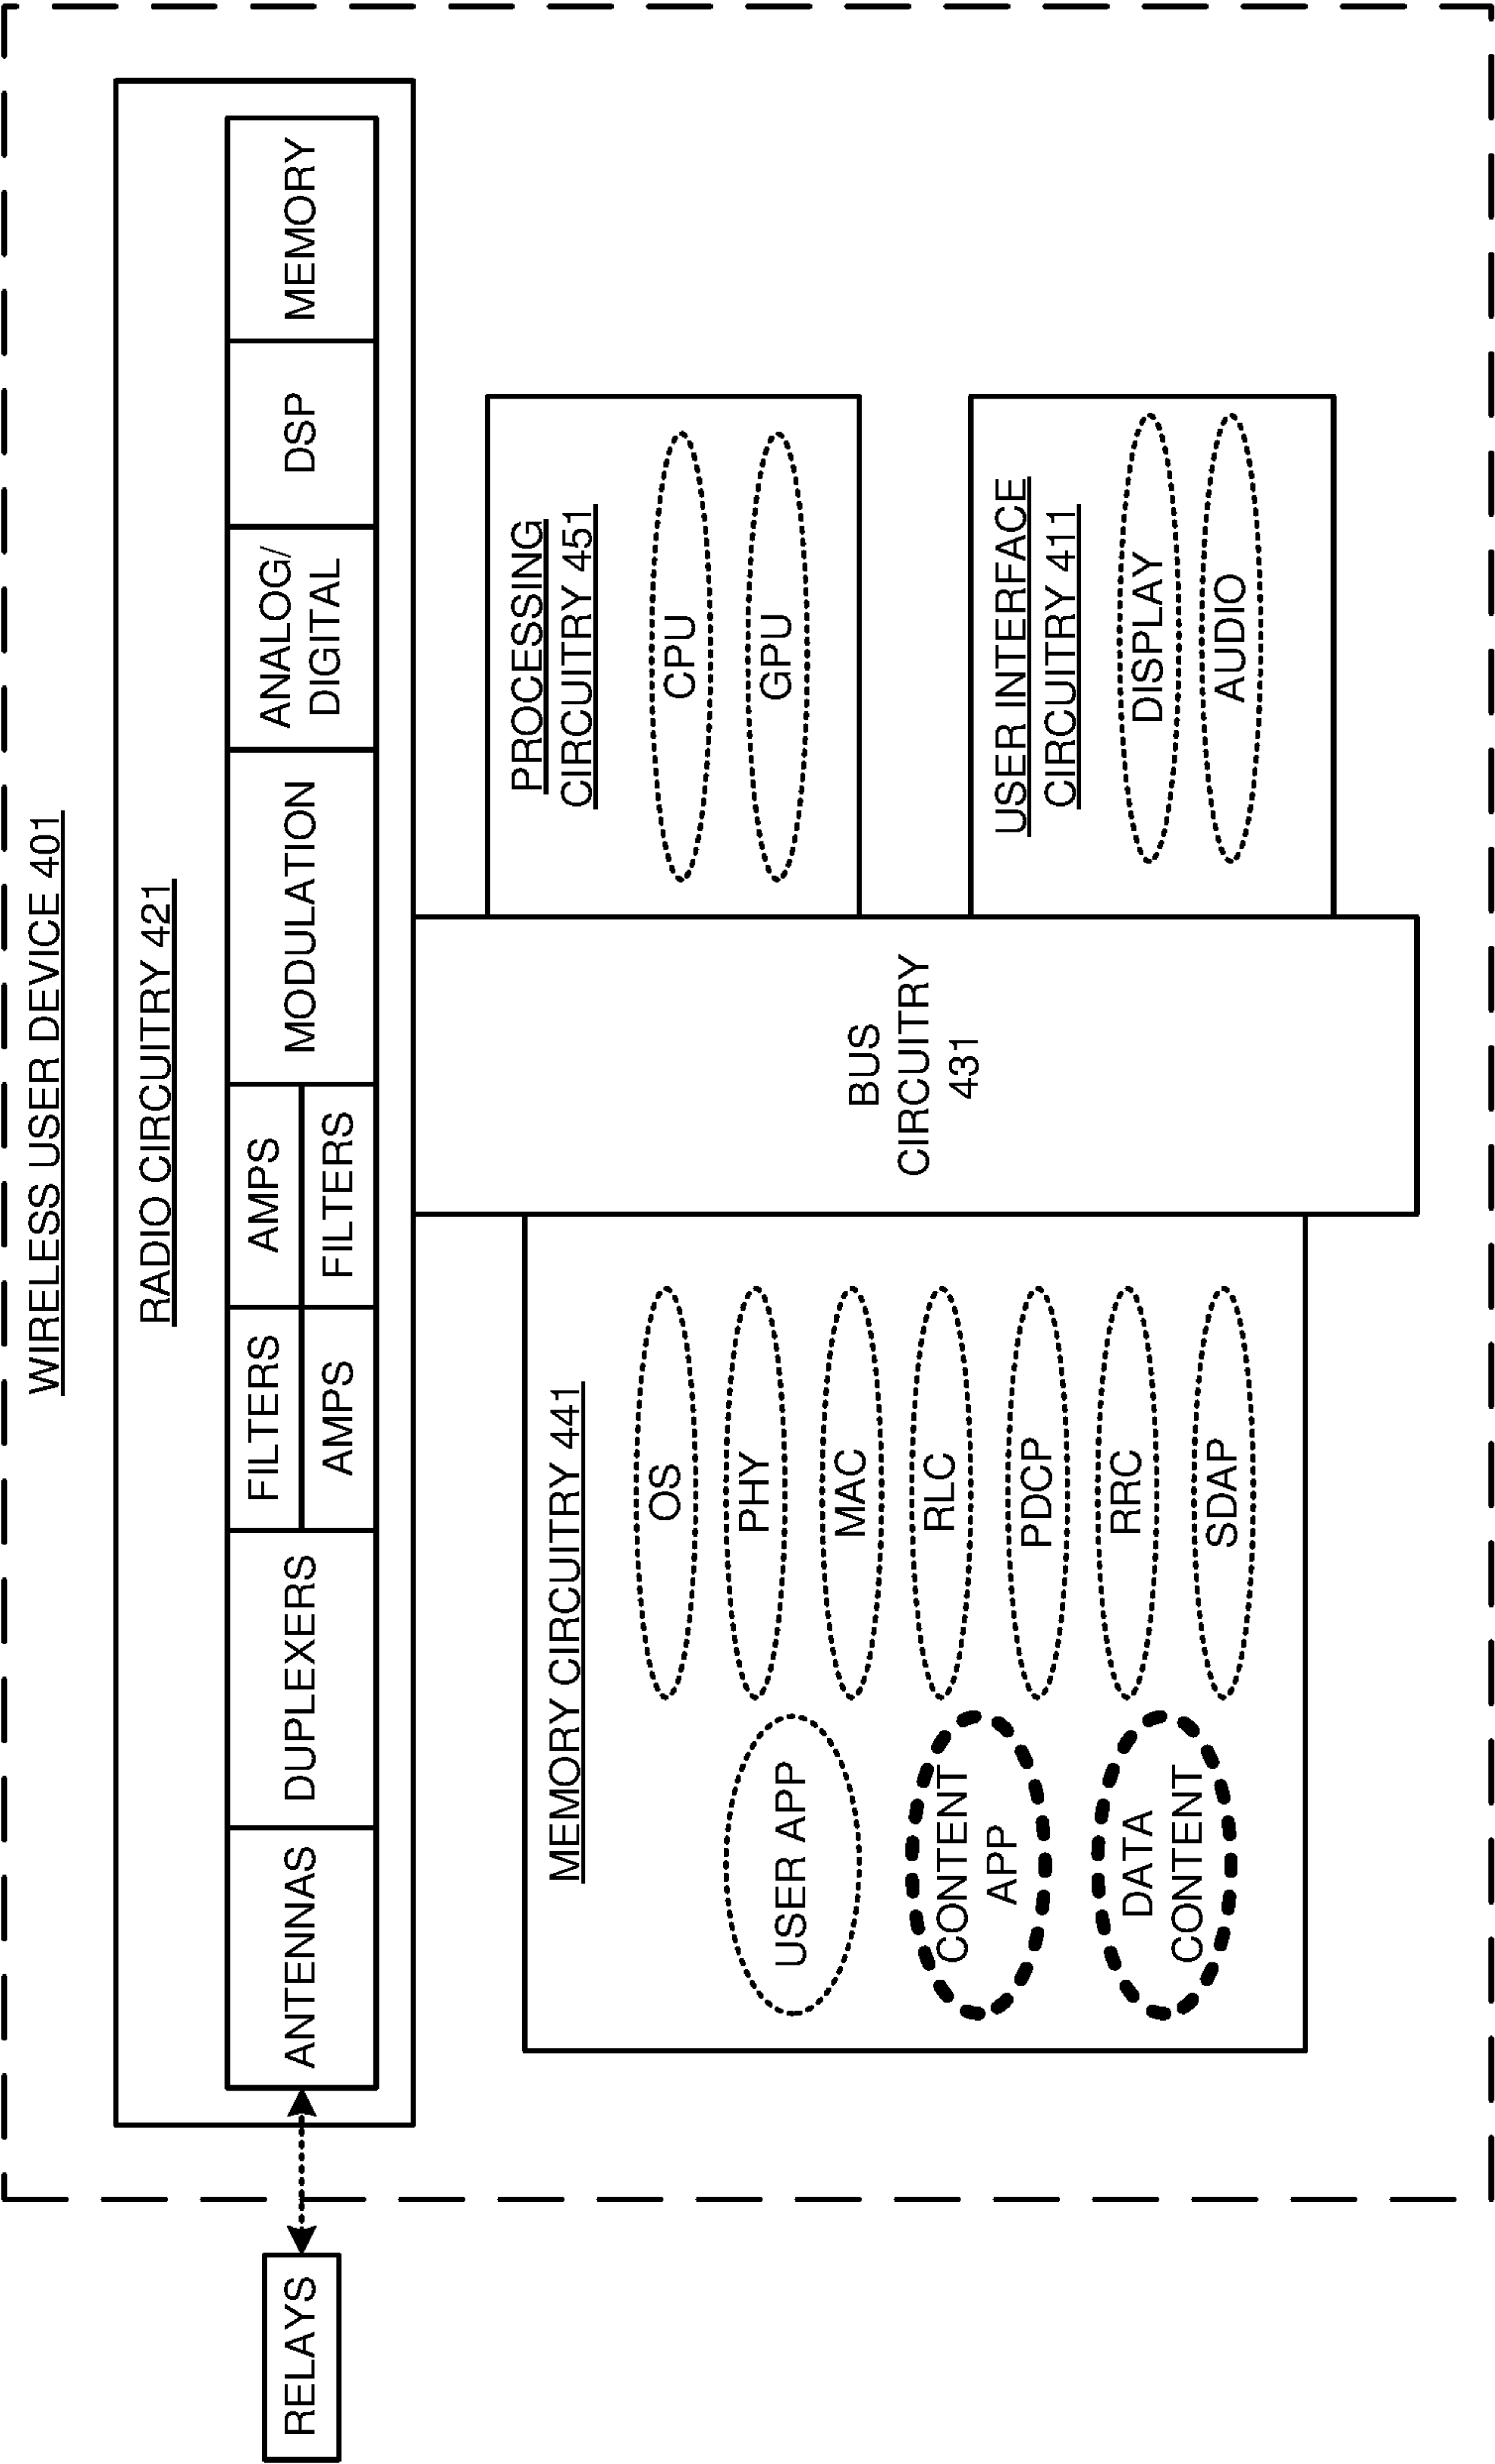 WIRELESS USER DEVICE 401
RADIO CIRCUITRY 421
RELAYS
ANTENNAS
DUPLEXERS
FILTERS
AMPS
AMPS
FILTERS
MODULATION
ANALOG/
DIGITAL
DSP
MEMORY
MEMORY CIRCUITRY 441
USER APP
CONTENT
APP
DATA
CONTENT
OS
PHY
MAC
RLC
PDCP
RRC
SDAP
BUS
CIRCUITRY
431
PROCESSING
CIRCUITRY 451
CPU
GPU
USER INTERFACE
CIRCUITRY 411
DISPLAY
AUDIO